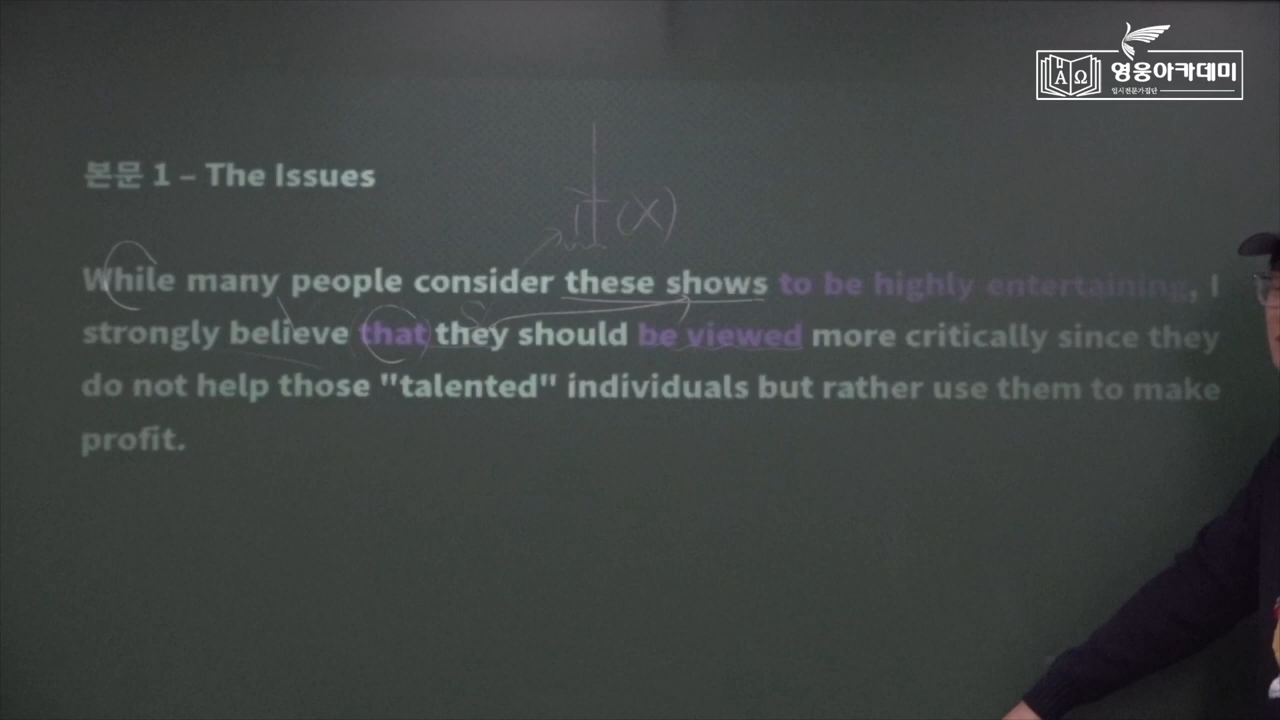 영웅아카데미
입시전문가집단
A Ω
본문 1 – The Issues
it (X)
While many people consider these shows to be highly entertaining, I
strongly believe that they should be viewed more critically since they
do not help those "talented" individuals but rather use them to make
profit.